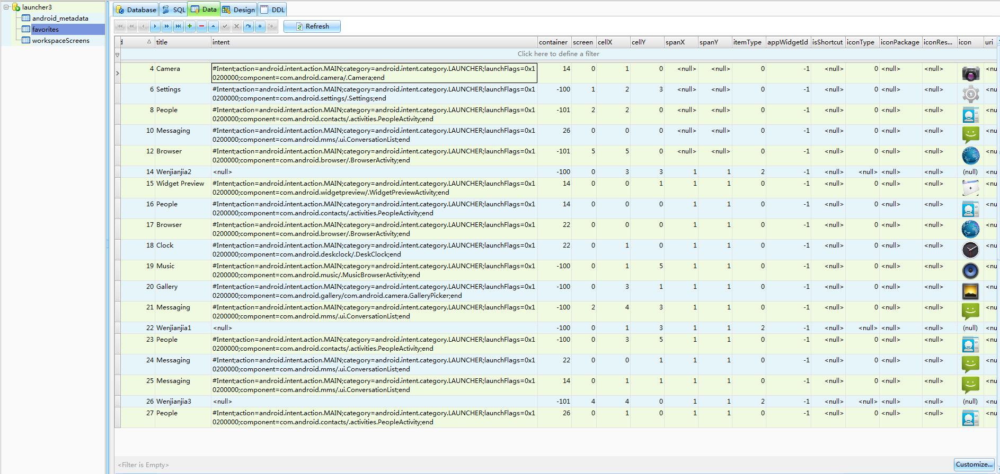 launcher3
android_metadata
favorites
workspaceScreens
Database SQL Data Design DDL
Refresh
d title intent container screen cellX cellY spanX spanY itemType appWidgetId isShortcut iconType iconPackage iconRes... icon uri
Click here to define a filter
4 Camera #Intent;action=android.intent.action.MAIN;category=android.intent.category.LAUNCHER;launchFlags=0x1 14 0 1 0 <null> <null> 0 -1 <null> 0 <null> <null> <nu
0200000;component=com.android.camera/.Camera;end
6 Settings #Intent;action=android.intent.action.MAIN;category=android.intent.category.LAUNCHER;launchFlags=0x1 -100 1 2 3 <null> <null> 0 -1 <null> 0 <null> <null> <nu
0200000;component=com.android.settings/.Settings;end
8 People #Intent;action=android.intent.action.MAIN;category=android.intent.category.LAUNCHER;launchFlags=0x1 -101 2 2 0 <null> <null> 0 -1 <null> 0 <null> <null> <nu
0200000;component=com.android.contacts/.activities.PeopleActivity;end
10 Messaging #Intent;action=android.intent.action.MAIN;category=android.intent.category.LAUNCHER;launchFlags=0x1 26 0 0 0 <null> <null> 0 -1 <null> 0 <null> <null> <nu
0200000;component=com.android.mms/.ui.ConversationList;end
12 Browser #Intent;action=android.intent.action.MAIN;category=android.intent.category.LAUNCHER;launchFlags=0x1 -101 5 5 0 <null> <null> 0 -1 <null> 0 <null> <null> <nu
0200000;component=com.android.browser/.BrowserActivity;end
14 Wenjianjia2 <null> -100 0 3 3 1 1 2 -1 <null> <null> <null> <null> (null) <nu
15 Widget Preview #Intent;action=android.intent.action.MAIN;category=android.intent.category.LAUNCHER;launchFlags=0x1 14 0 0 1 1 1 0 -1 <null> 0 <null> <null> <nu
0200000;component=com.android.widgetpreview/.WidgetPreviewActivity;end
16 People #Intent;action=android.intent.action.MAIN;category=android.intent.category.LAUNCHER;launchFlags=0x1 14 0 0 0 1 1 0 -1 <null> 0 <null> <null> <nu
0200000;component=com.android.contacts/.activities.PeopleActivity;end
17 Browser #Intent;action=android.intent.action.MAIN;category=android.intent.category.LAUNCHER;launchFlags=0x1 22 0 0 0 1 1 0 -1 <null> 0 <null> <null> <nu
0200000;component=com.android.browser/.BrowserActivity;end
18 Clock #Intent;action=android.intent.action.MAIN;category=android.intent.category.LAUNCHER;launchFlags=0x1 22 0 1 0 1 1 0 -1 <null> 0 <null> <null> <nu
0200000;component=com.android.deskclock/.DeskClock;end
19 Music #Intent;action=android.intent.action.MAIN;category=android.intent.category.LAUNCHER;launchFlags=0x1 -100 0 1 5 1 1 0 -1 <null> 0 <null> <null> <nu
0200000;component=com.android.music/.MusicBrowserActivity;end
20 Gallery #Intent;action=android.intent.action.MAIN;category=android.intent.category.LAUNCHER;launchFlags=0x1 -100 0 3 1 1 1 0 -1 <null> 0 <null> <null> <nu
0200000;component=com.android.gallery/com.android.camera.GalleryPicker;end
21 Messaging #Intent;action=android.intent.action.MAIN;category=android.intent.category.LAUNCHER;launchFlags=0x1 -100 2 4 3 1 1 0 -1 <null> 0 <null> <null> <nu
0200000;component=com.android.mms/.ui.ConversationList;end
22 Wenjianjia1 <null> -100 0 1 3 1 1 2 -1 <null> <null> <null> <null> (null) <nu
23 People #Intent;action=android.intent.action.MAIN;category=android.intent.category.LAUNCHER;launchFlags=0x1 -100 0 3 5 1 1 0 -1 <null> 0 <null> <null> <nu
0200000;component=com.android.contacts/.activities.PeopleActivity;end
24 Messaging #Intent;action=android.intent.action.MAIN;category=android.intent.category.LAUNCHER;launchFlags=0x1 22 0 0 1 1 1 0 -1 <null> 0 <null> <null> <nu
0200000;component=com.android.mms/.ui.ConversationList;end
25 Messaging #Intent;action=android.intent.action.MAIN;category=android.intent.category.LAUNCHER;launchFlags=0x1 14 0 1 1 1 1 0 -1 <null> 0 <null> <null> <nu
0200000;component=com.android.mms/.ui.ConversationList;end
26 Wenjianjia3 <null> -101 4 4 0 1 1 2 -1 <null> <null> <null> <null> (null) <nu
27 People #Intent;action=android.intent.action.MAIN;category=android.intent.category.LAUNCHER;launchFlags=0x1 26 0 1 0 1 1 0 -1 <null> 0 <null> <null> <nu
0200000;component=com.android.contacts/.activities.PeopleActivity;end
<Filter is Empty>
Customize...